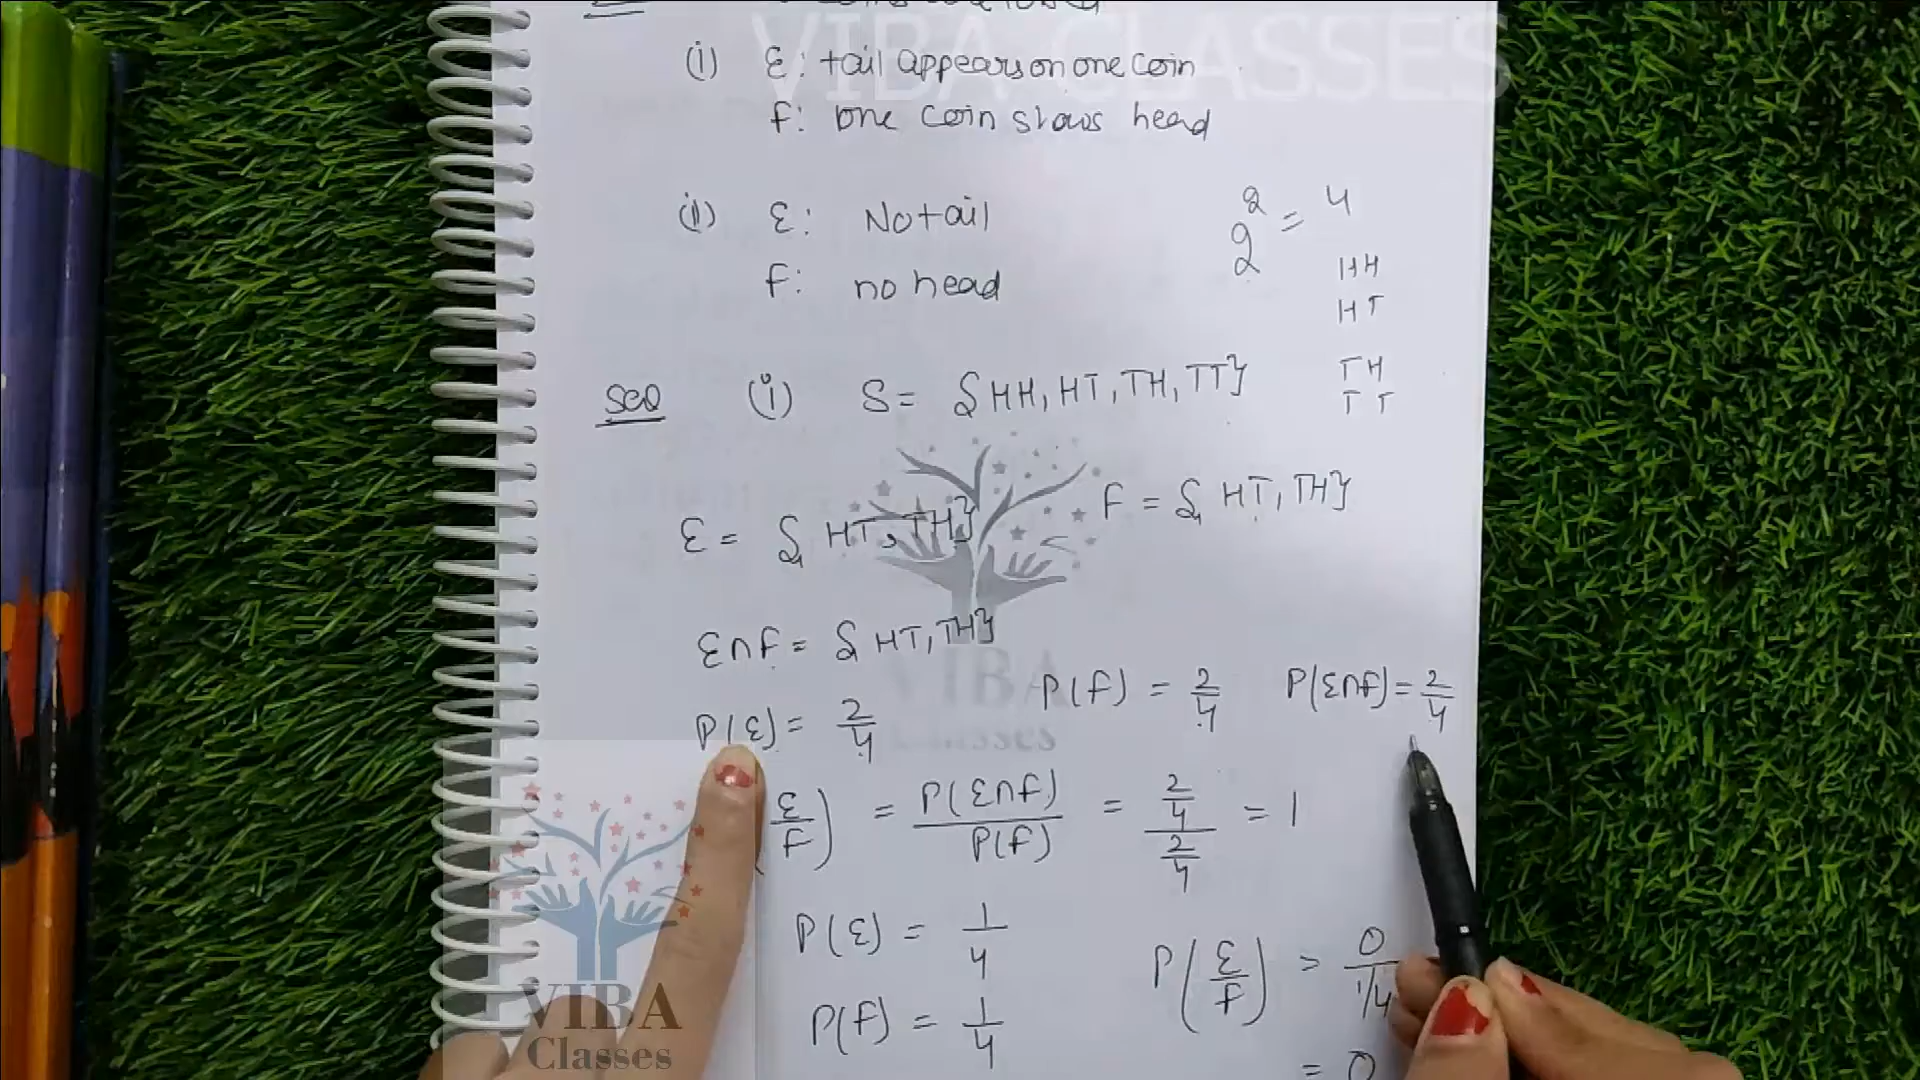 VIBA CLASSES
(i) E: tail appears on one coin
F: one coin shows head
(ii) E: No tail
F: no head
2² = 4
2
HH
HT
TH
TT
Sol (i) S = {HH, HT, TH, TT}
E = {HT, TH}
F = {HT, TH}
E∩F = {HT, TH}
VIBA
Classes
P(E) = 2/4
P(F) = 2/4
P(E∩F) = 2/4
(E/F) = P(E∩F)/P(F) = 2/4 / 2/4 = 1
P(E) = 1/4
P(F) = 1/4
P(E/F) = 0 / 1/4
= 0
VIBA
Classes